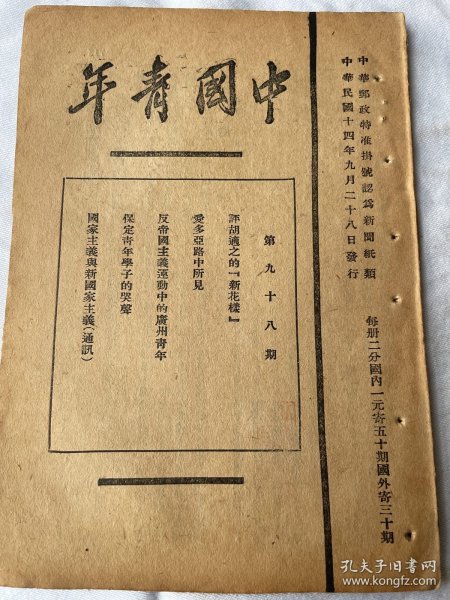 中華郵政特准掛號認爲新聞紙類
中華民國十四年九月二十八日發行
每册二分國內一元寄五十期國外寄三十期
中國青年
第九十八期
評胡適之的『新花樣』
愛多亞路中所見
反帝國主義運動中的廣州青年
保定青年學子的哭聲
國家主義與新國家主義（通訊）
孔夫子旧书网
www.kongfz.com